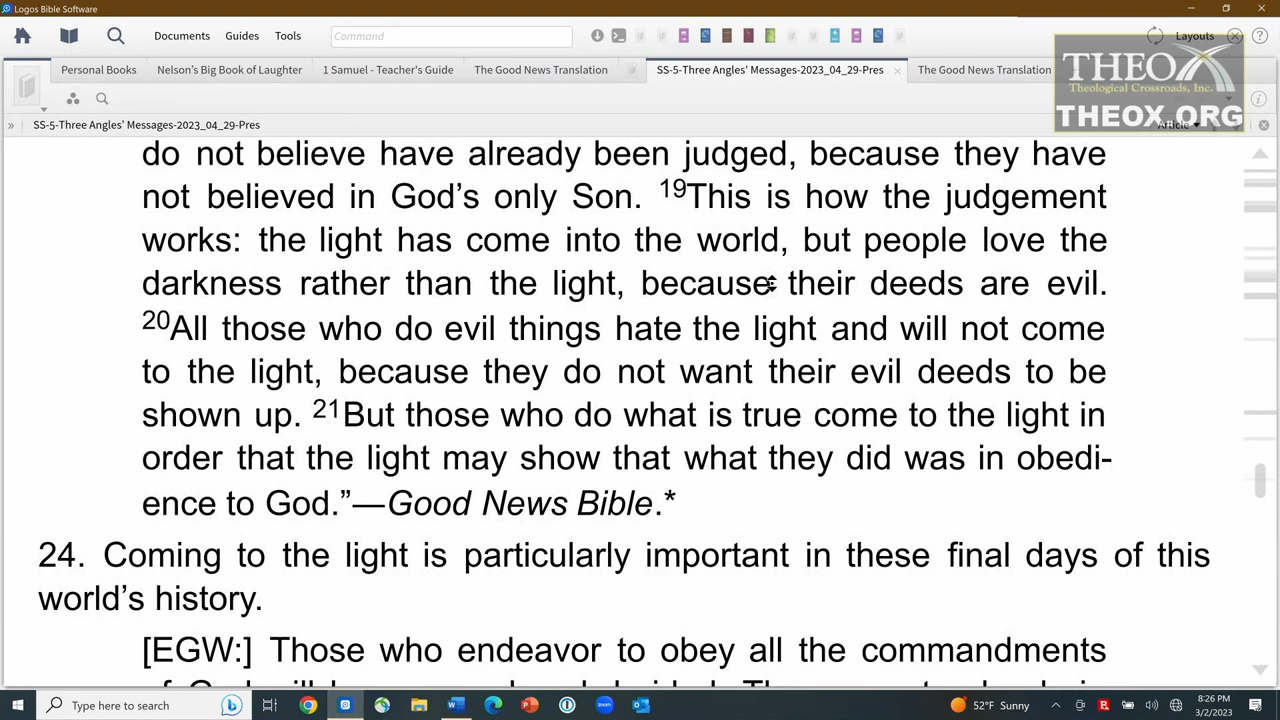 Logos Bible Software
Documents Guides Tools Command Layouts
Personal Books Nelson's Big Book of Laughter 1 Samuel - Teacher's Guide The Good News Translation SS-5-Three Angles' Messages-2023_04_29-Pres The Good News Translation
THEOX
Theological Crossroads, Inc.
THEOX.ORG
SS-5-Three Angles' Messages-2023_04_29-Pres Article
do not believe have already been judged, because they have
not believed in God's only Son. 19This is how the judgement
works: the light has come into the world, but people love the
darkness rather than the light, because their deeds are evil.
20All those who do evil things hate the light and will not come
to the light, because they do not want their evil deeds to be
shown up. 21But those who do what is true come to the light in
order that the light may show that what they did was in obedi-
ence to God.”—Good News Bible.*
24. Coming to the light is particularly important in these final days of this
world's history.
[EGW:] Those who endeavor to obey all the commandments
Type here to search
52°F Sunny
8:26 PM
3/2/2023